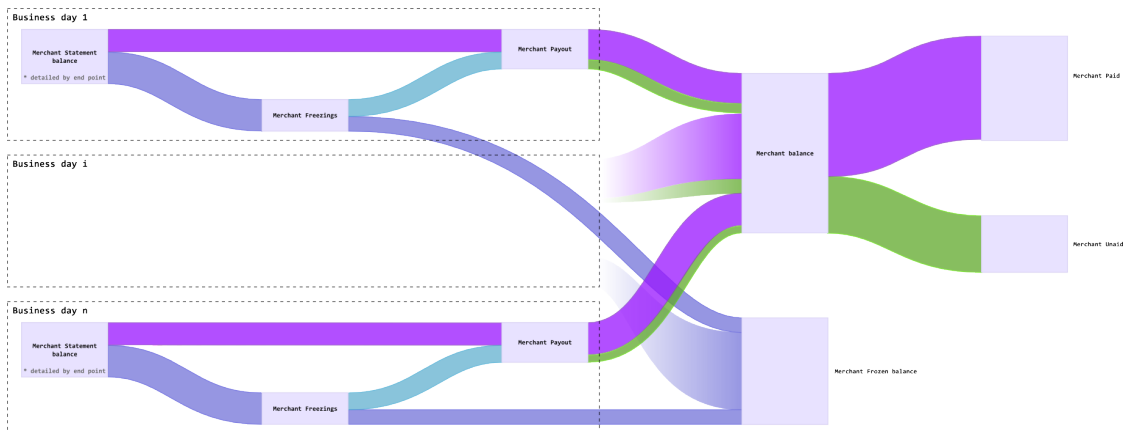 Business day 1
Merchant Statement
balance
* detailed by end point
Merchant Payout
Merchant Freezings
Merchant Paid
Business day i
Merchant balance
Merchant Unaid
Business day n
Merchant Statement
balance
* detailed by end point
Merchant Payout
Merchant Freezings
Merchant Frozen balance